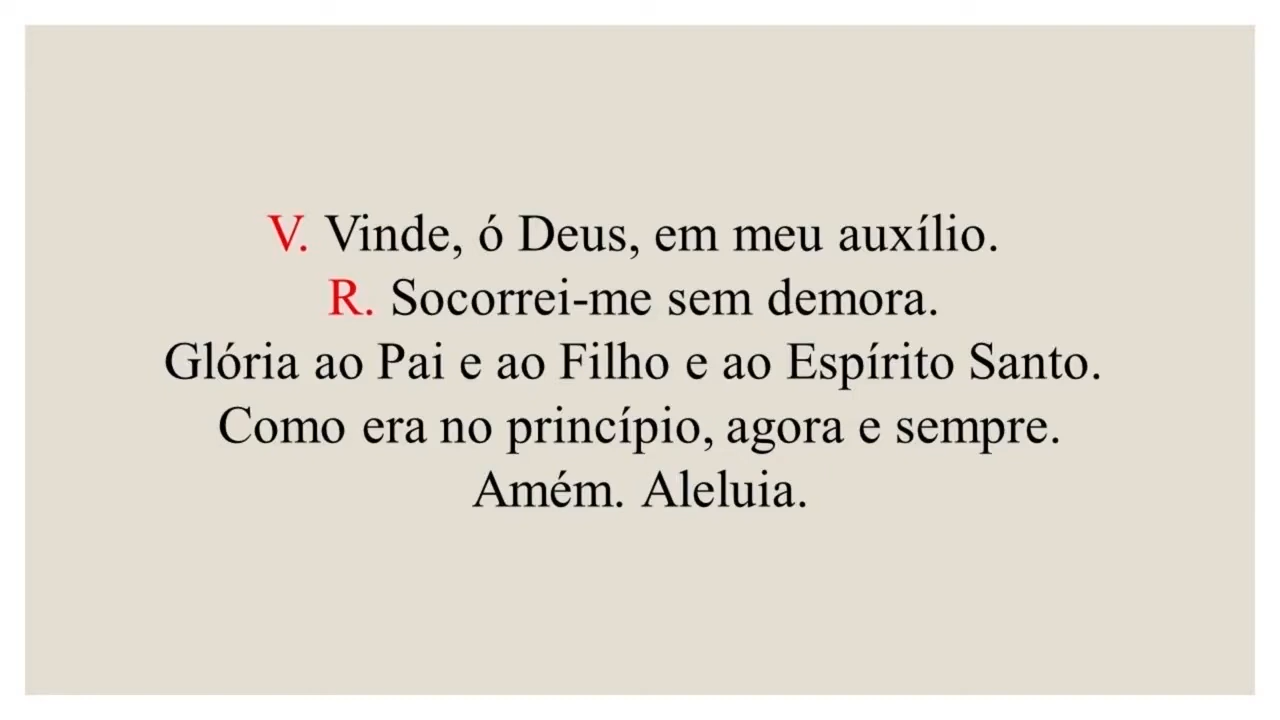 V. Vinde, ó Deus, em meu auxílio.
R. Socorrei-me sem demora.
Glória ao Pai e ao Filho e ao Espírito Santo.
Como era no princípio, agora e sempre.
Amém. Aleluia.